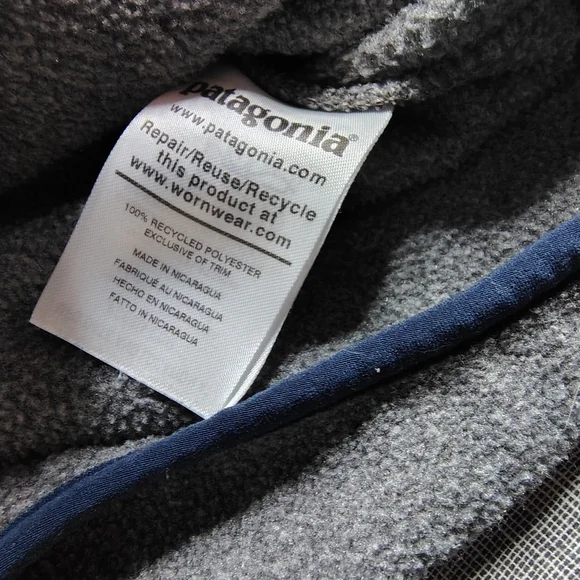 patagonia®
www.patagonia.com
Repair/Reuse/Recycle
this product at
www.wornwear.com
100% RECYCLED POLYESTER
EXCLUSIVE OF TRIM
MADE IN NICARAGUA
FABRIQUÉ AU NICARAGUA
HECHO EN NICARAGUA
FATTO IN NICARAGUA